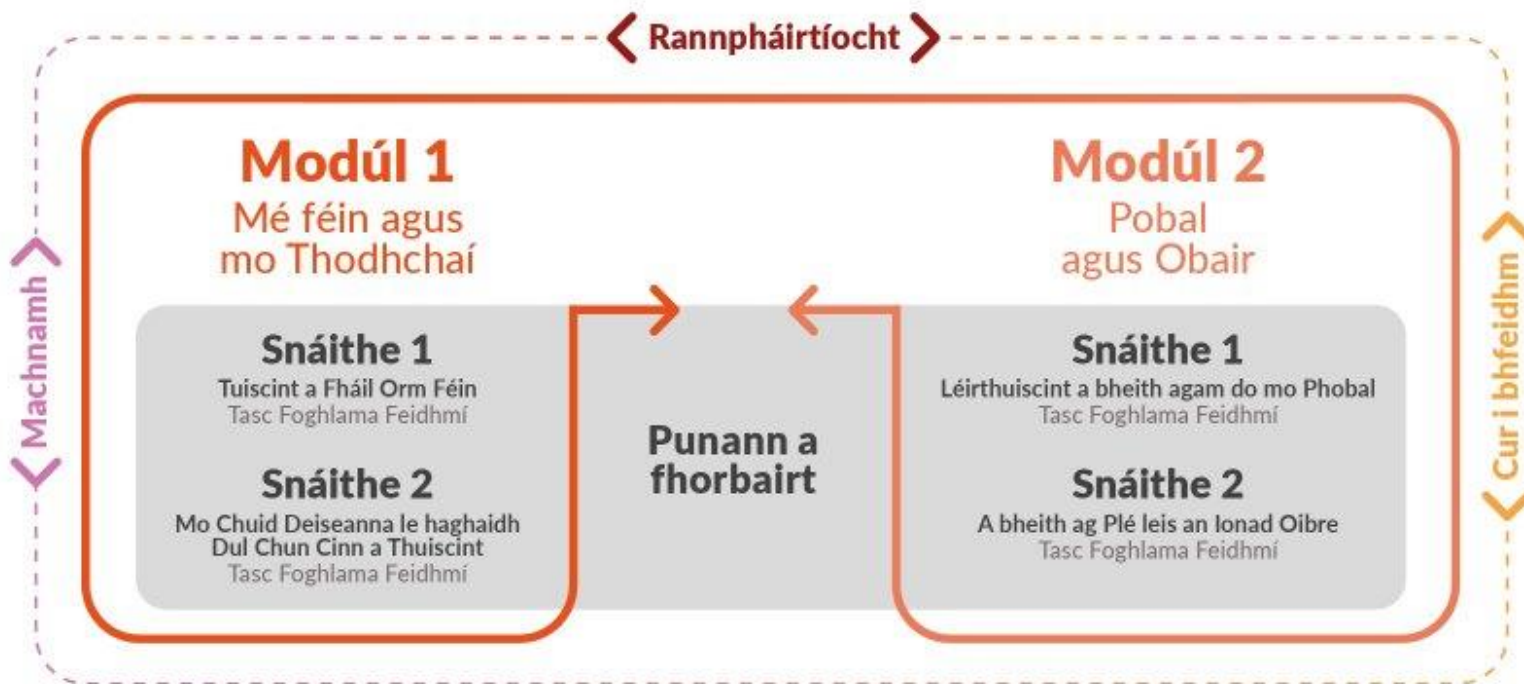 Rannpháirtíocht
Machnamh
Modúl 1
Mé féin agus
mo Thodhchaí
Snáithe 1
Tuiscint a Fháil Orm Féin
Tasc Foghlama Feidhmí
Snáithe 2
Mo Chuid Deiseanna le haghaidh
Dul Chun Cinn a Thuiscint
Tasc Foghlama Feidhmí
Punann a
fhorbairt
Modúl 2
Pobal
agus Obair
Snáithe 1
Léirthuiscint a bheith agam do mo Phobal
Tasc Foghlama Feidhmí
Snáithe 2
A bheith ag Plé leis an Ionad Oibre
Tasc Foghlama Feidhmí
Cur i bhfeidhm